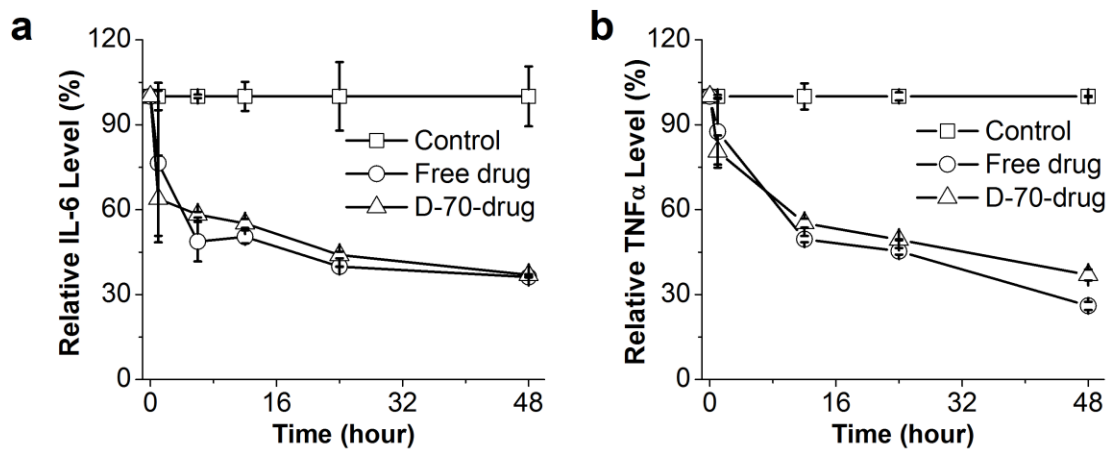 a
Relative IL-6 Level (%)
120
90
60
30
0
Control
Free drug
D-70-drug
0 16 32 48
Time (hour)
b
Relative TNFα Level (%)
120
90
60
30
0
Control
Free drug
D-70-drug
0 16 32 48
Time (hour)